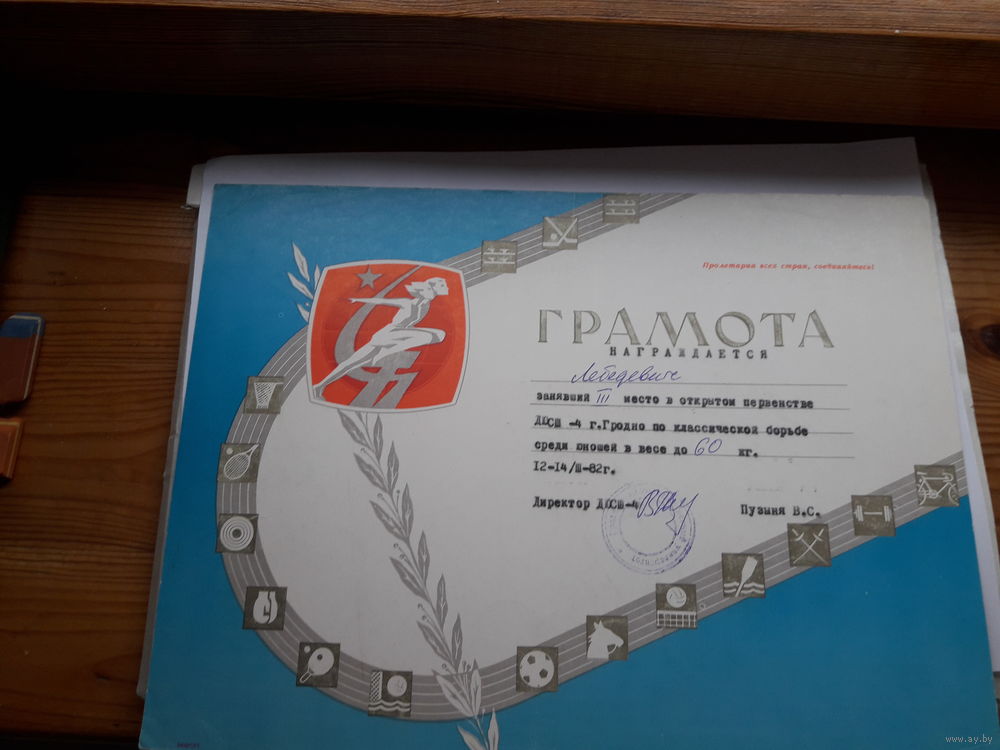 Пролетарии всех стран, соединяйтесь!
ГРАМОТА
НАГРАЖДАЕТСЯ
Лебедевич
занявший III место в открытом первенстве
ДЮСШ -4 г.Гродно по классической борьбе
среди юношей в весе до 60 кг.
12-14/Ш-82г.
Директор ДЮСШ-4 Пузыня В.С.
www.ay.by